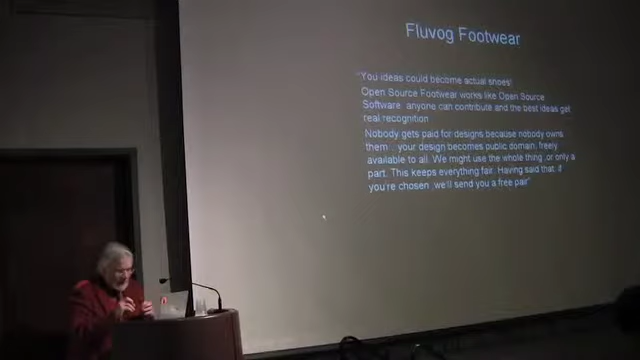 Fluvog Footwear
"You ideas could become actual shoes!
Open Source Footwear works like Open Source
Software anyone can contribute and the best ideas get
real recognition
Nobody gets paid for designs because nobody owns
them... your design becomes public domain, freely
available to all. We might use the whole thing, or only a
part. This keeps everything fair. Having said that, if
you're chosen, we'll send you a free pair"